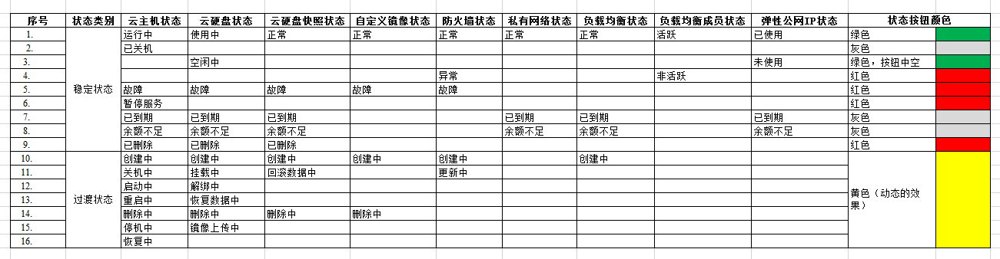 序号 状态类别 云主机状态 云硬盘状态 云硬盘快照状态 自定义镜像状态 防火墙状态 私有网络状态 负载均衡状态 负载均衡成员状态 弹性公网IP状态 状态按钮颜色
1. 运行中 使用中 正常 正常 正常 正常 正常 活跃 已使用 绿色
2. 已关机 灰色
3. 空闲中 未使用 绿色，按钮中空
4. 异常 非活跃 红色
稳定状态
5. 故障 故障 故障 故障 故障 红色
6. 暂停服务 红色
7. 已到期 已到期 已到期 已到期 已到期 已到期 灰色
8. 余额不足 余额不足 余额不足 余额不足 余额不足 余额不足 灰色
9. 已删除 已删除 已删除 红色
10. 创建中 创建中 创建中 创建中 创建中 创建中
11. 关机中 挂载中 回滚数据中 更新中
12. 启动中 解绑中
过渡状态
黄色（动态的效
果）
13. 重启中 恢复数据中
14. 删除中 删除中 删除中 删除中
15. 停机中 镜像上传中
16. 恢复中